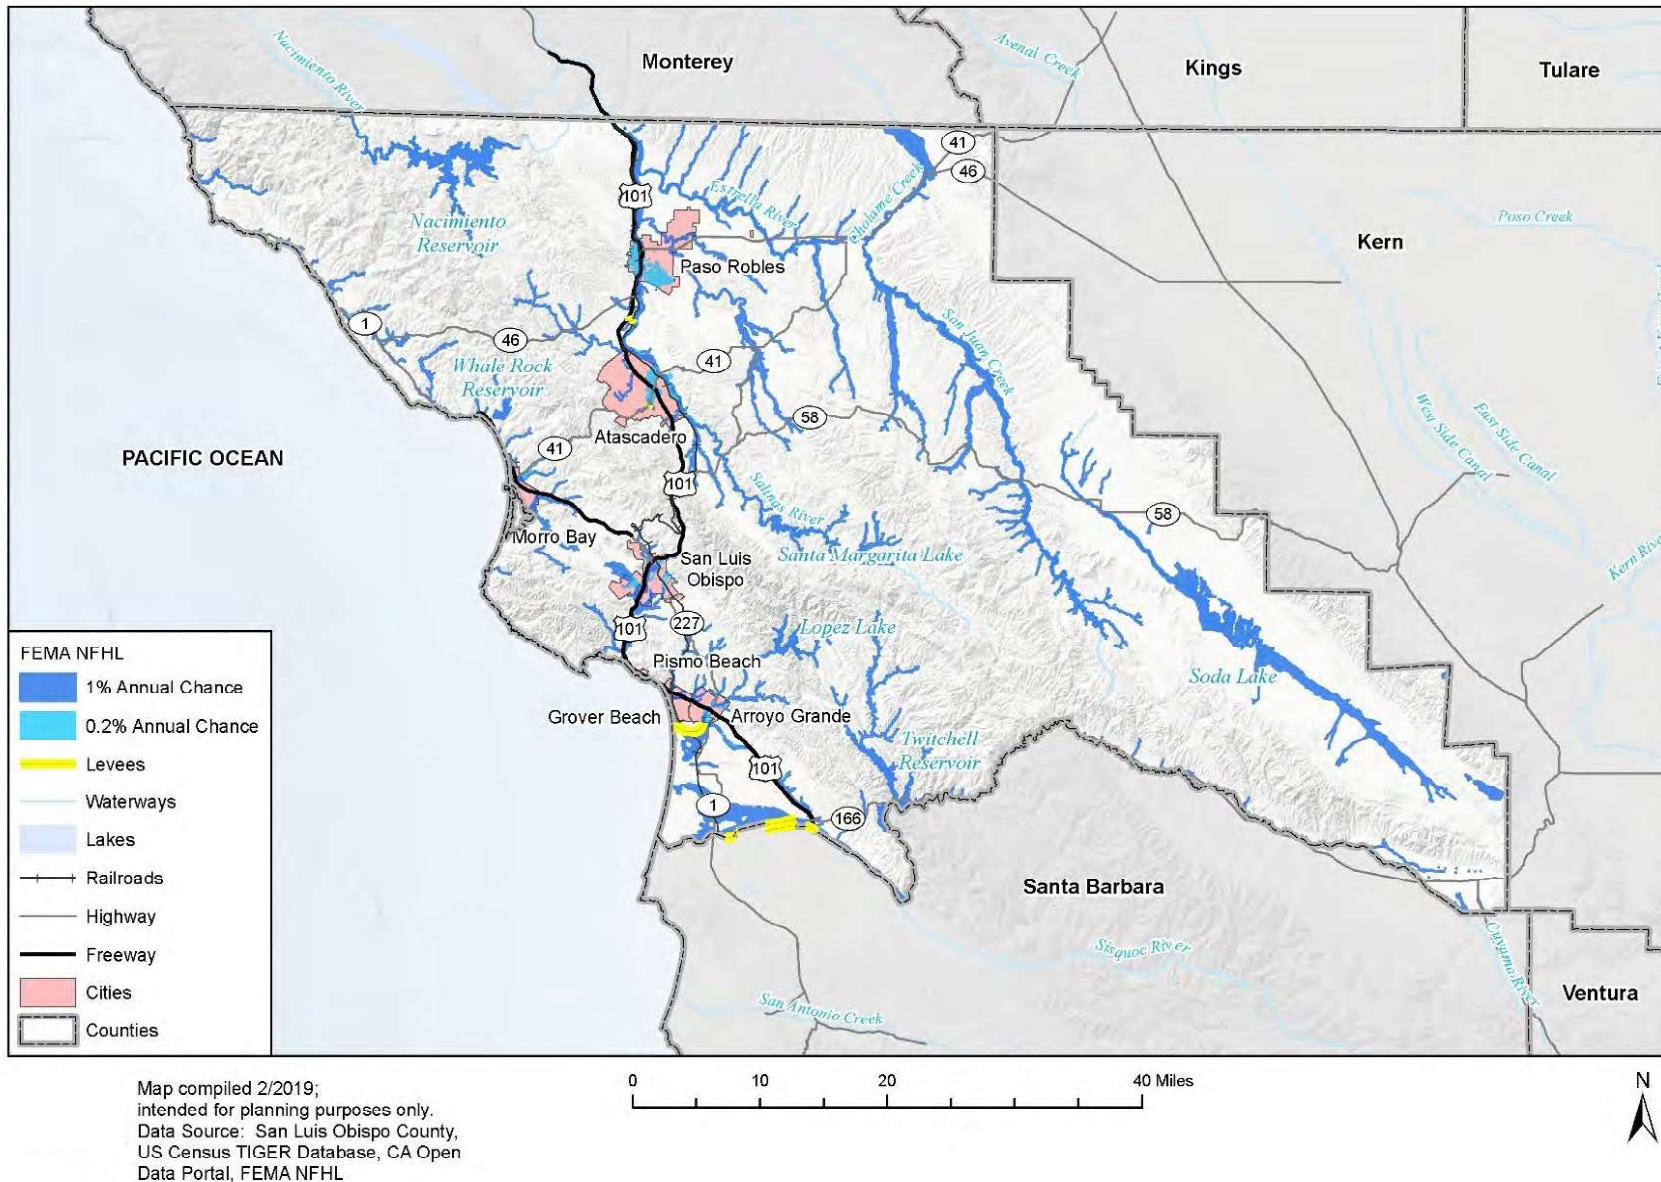 Monterey
Kings
Tulare
Nacimiento River
Avenal Creek
41
46
101
Estrella River
Cholame Creek
Nacimiento
Reservoir
Poso Creek
Kern
Paso Robles
1
46
San Juan Creek
Whale Rock
Reservoir
41
58
West Side Canal
East Side Canal
Atascadero
PACIFIC OCEAN
41
101
Salinas River
58
Morro Bay
San Luis
Obispo
Santa Margarita Lake
Kern River
101
227
Lopez Lake
Pismo Beach
Soda Lake
Grover Beach
Arroyo Grande
Twitchell
Reservoir
101
1
166
Santa Barbara
Sisquoc River
Cuyama River
San Antonio Creek
Ventura
FEMA NFHL
1% Annual Chance
0.2% Annual Chance
Levees
Waterways
Lakes
Railroads
Highway
Freeway
Cities
Counties
Map compiled 2/2019;
intended for planning purposes only.
Data Source: San Luis Obispo County,
US Census TIGER Database, CA Open
Data Portal, FEMA NFHL
0 10 20 40 Miles
N